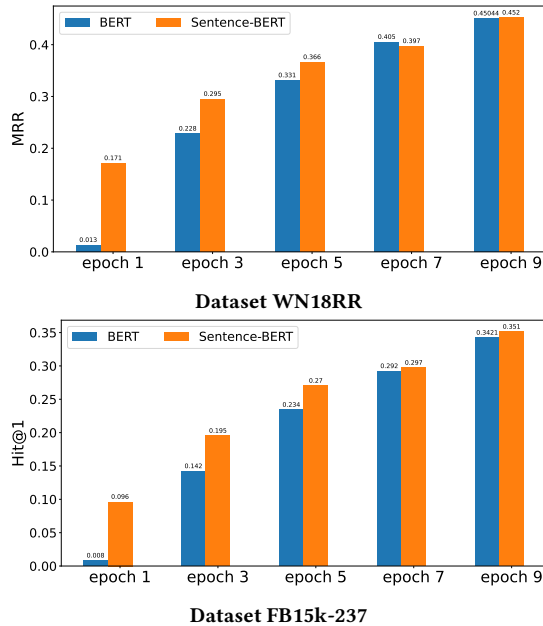 BERT Sentence-BERT
MRR
0.4
0.3
0.2
0.1
0.0
0.013 0.171 0.228 0.295 0.331 0.366 0.405 0.397 0.45044 0.452
epoch 1 epoch 3 epoch 5 epoch 7 epoch 9
Dataset WN18RR
BERT Sentence-BERT
Hit@1
0.35
0.30
0.25
0.20
0.15
0.10
0.05
0.00
0.008 0.096 0.142 0.195 0.234 0.27 0.292 0.297 0.3421 0.351
epoch 1 epoch 3 epoch 5 epoch 7 epoch 9
Dataset FB15k-237